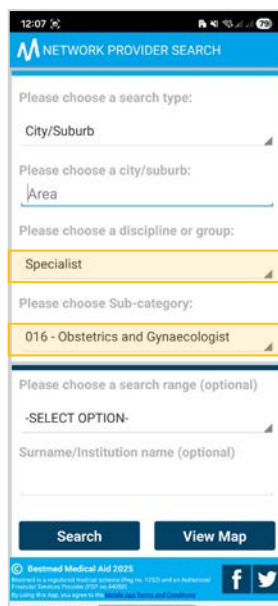 12:07
79
NETWORK PROVIDER SEARCH
Please choose a search type:
City/Suburb
Please choose a city/suburb:
Area
Please choose a discipline or group:
Specialist
Please choose Sub-category:
016 - Obstetrics and Gynaecologist
Please choose a search range (optional)
-SELECT OPTION-
Surname/Institution name (optional)
Search View Map
© Bestmed Medical Aid 2025
Bestmed is a registered medical scheme (Reg no. 1252) and an Authorised
Financial Services Provider (FSP no.44058)
By using this App, you agree to the Mobile App Terms and Conditions